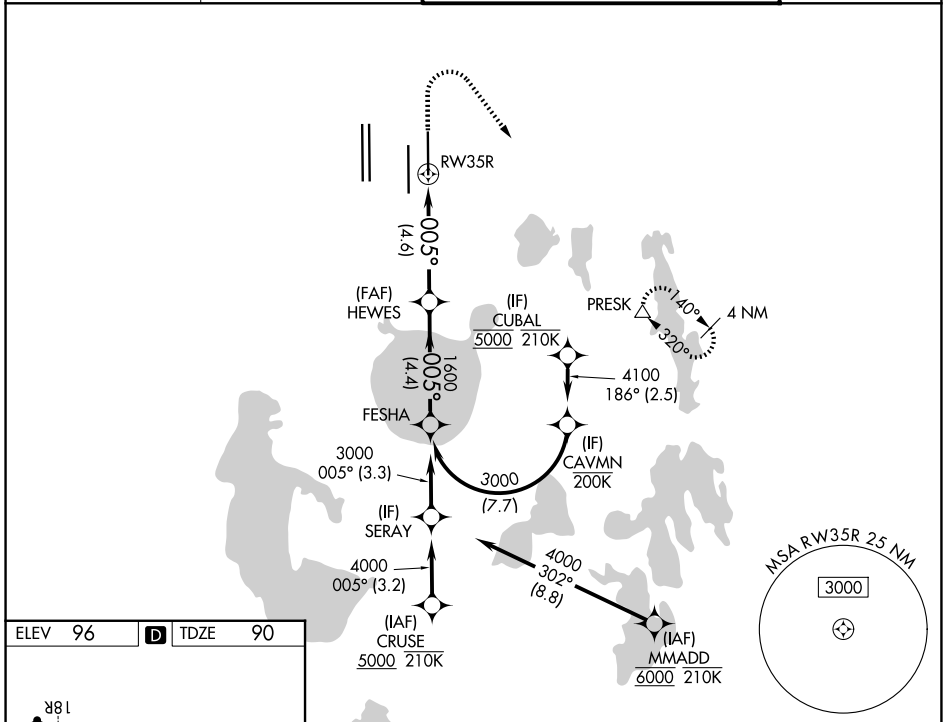 RW35R
005°
(4.6)
(FAF)
HEWES
(IF)
CUBAL
5000 210K
PRESK
140°
320°
4 NM
1600
005°
(4.4)
4100
186° (2.5)
FESHA
(IF)
CAVMN
200K
3000
005° (3.3)
3000
(7.7)
(IF)
SERAY
4000
005° (3.2)
4000
302°
(8.8)
MSA RW35R 25 NM
3000
(IAF)
CRUSE
5000 210K
(IAF)
MMADD
6000 210K
ELEV 96 D TDZE 90
18R